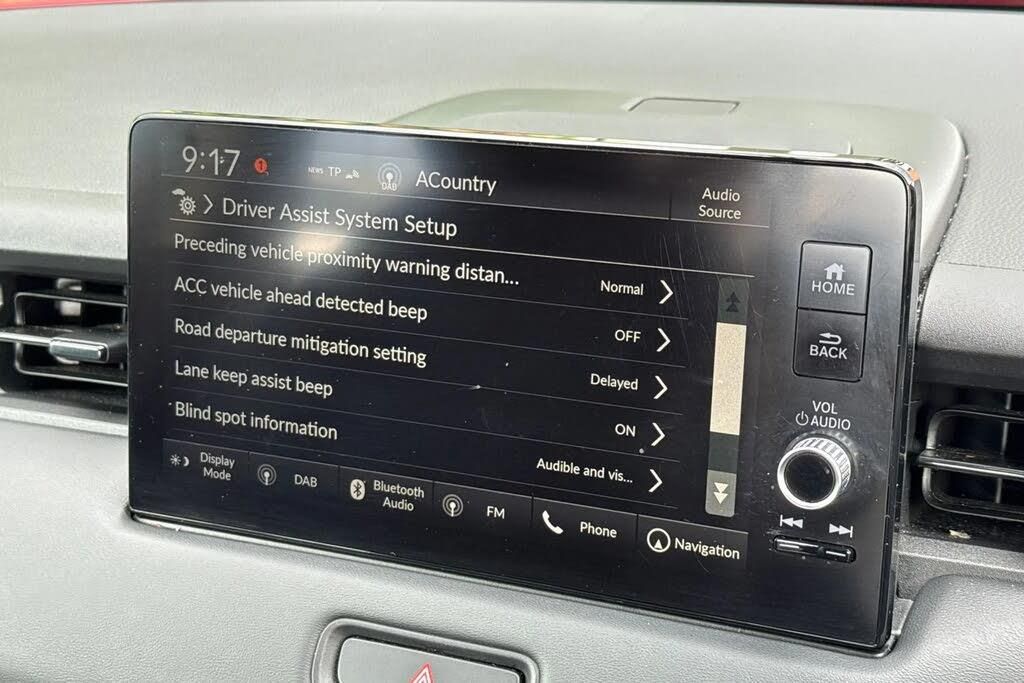 9:17
1
NEWS TP
DAB
ACountry
Audio
Source
Driver Assist System Setup
Preceding vehicle proximity warning distan...
Normal
ACC vehicle ahead detected beep
OFF
Road departure mitigation setting
Delayed
Lane keep assist beep
ON
Blind spot information
Audible and vis...
Display
Mode
DAB
Bluetooth
Audio
FM
Phone
Navigation
HOME
BACK
VOL
AUDIO